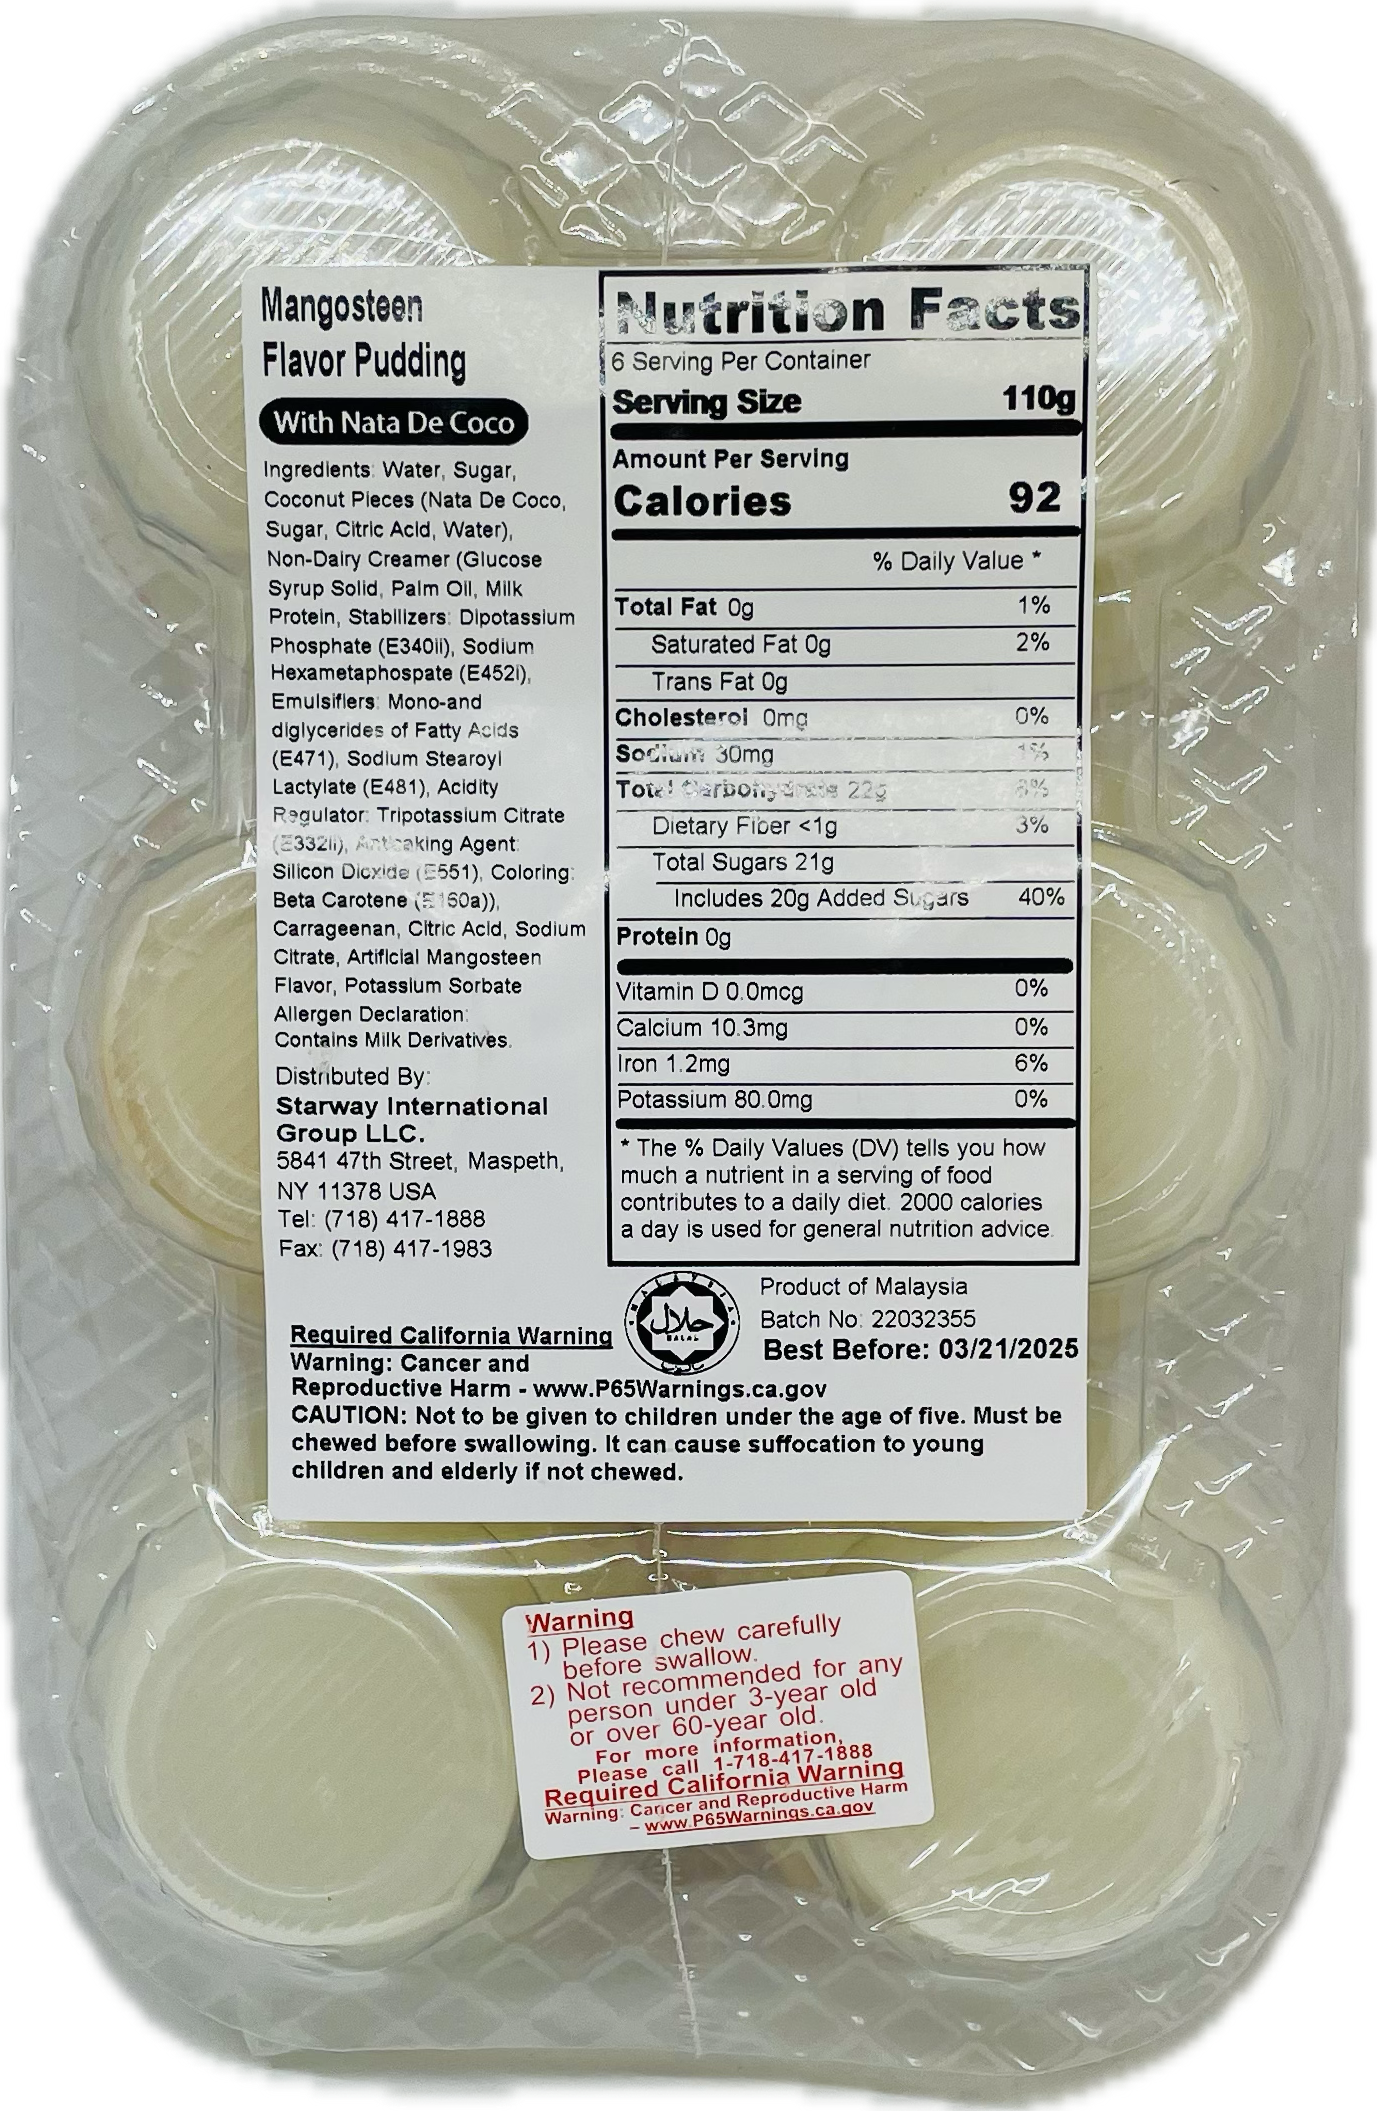 Mangosteen
Flavor Pudding
With Nata De Coco
Ingredients: Water, Sugar,
Coconut Pieces (Nata De Coco,
Sugar, Citric Acid, Water),
Non-Dairy Creamer (Glucose
Syrup Solid, Palm Oil, Milk
Protein, Stabilizers: Dipotassium
Phosphate (E340ii), Sodium
Hexametaphospate (E452i),
Emulsifiers: Mono-and
diglycerides of Fatty Acids
(E471), Sodium Stearoyl
Lactylate (E481), Acidity
Regulator: Tripotassium Citrate
(E332ii), Anticaking Agent:
Silicon Dioxide (E551), Coloring:
Beta Carotene (E160a)),
Carrageenan, Citric Acid, Sodium
Citrate, Artificial Mangosteen
Flavor, Potassium Sorbate
Allergen Declaration:
Contains Milk Derivatives.
Distributed By:
Starway International
Group LLC.
5841 47th Street, Maspeth,
NY 11378 USA
Tel: (718) 417-1888
Fax: (718) 417-1983
Nutrition Facts
6 Serving Per Container
Serving Size 110g
Amount Per Serving
Calories 92
% Daily Value *
Total Fat 0g 1%
Saturated Fat 0g 2%
Trans Fat 0g
Cholesterol 0mg 0%
Sodium 30mg 1%
Total Carbohydrate 22g 8%
Dietary Fiber <1g 3%
Total Sugars 21g
Includes 20g Added Sugars 40%
Protein 0g
Vitamin D 0.0mcg 0%
Calcium 10.3mg 0%
Iron 1.2mg 6%
Potassium 80.0mg 0%
* The % Daily Values (DV) tells you how
much a nutrient in a serving of food
contributes to a daily diet. 2000 calories
a day is used for general nutrition advice.
MALAYSIA
حلال
HALAL
Product of Malaysia
Batch No: 22032355
Best Before: 03/21/2025
Required California Warning
Warning: Cancer and
Reproductive Harm - www.P65Warnings.ca.gov
CAUTION: Not to be given to children under the age of five. Must be
chewed before swallowing. It can cause suffocation to young
children and elderly if not chewed.
Warning
1) Please chew carefully
before swallow.
2) Not recommended for any
person under 3-year old
or over 60-year old.
For more information,
Please call 1-718-417-1888
Required California Warning
Warning: Cancer and Reproductive Harm
- www.P65Warnings.ca.gov